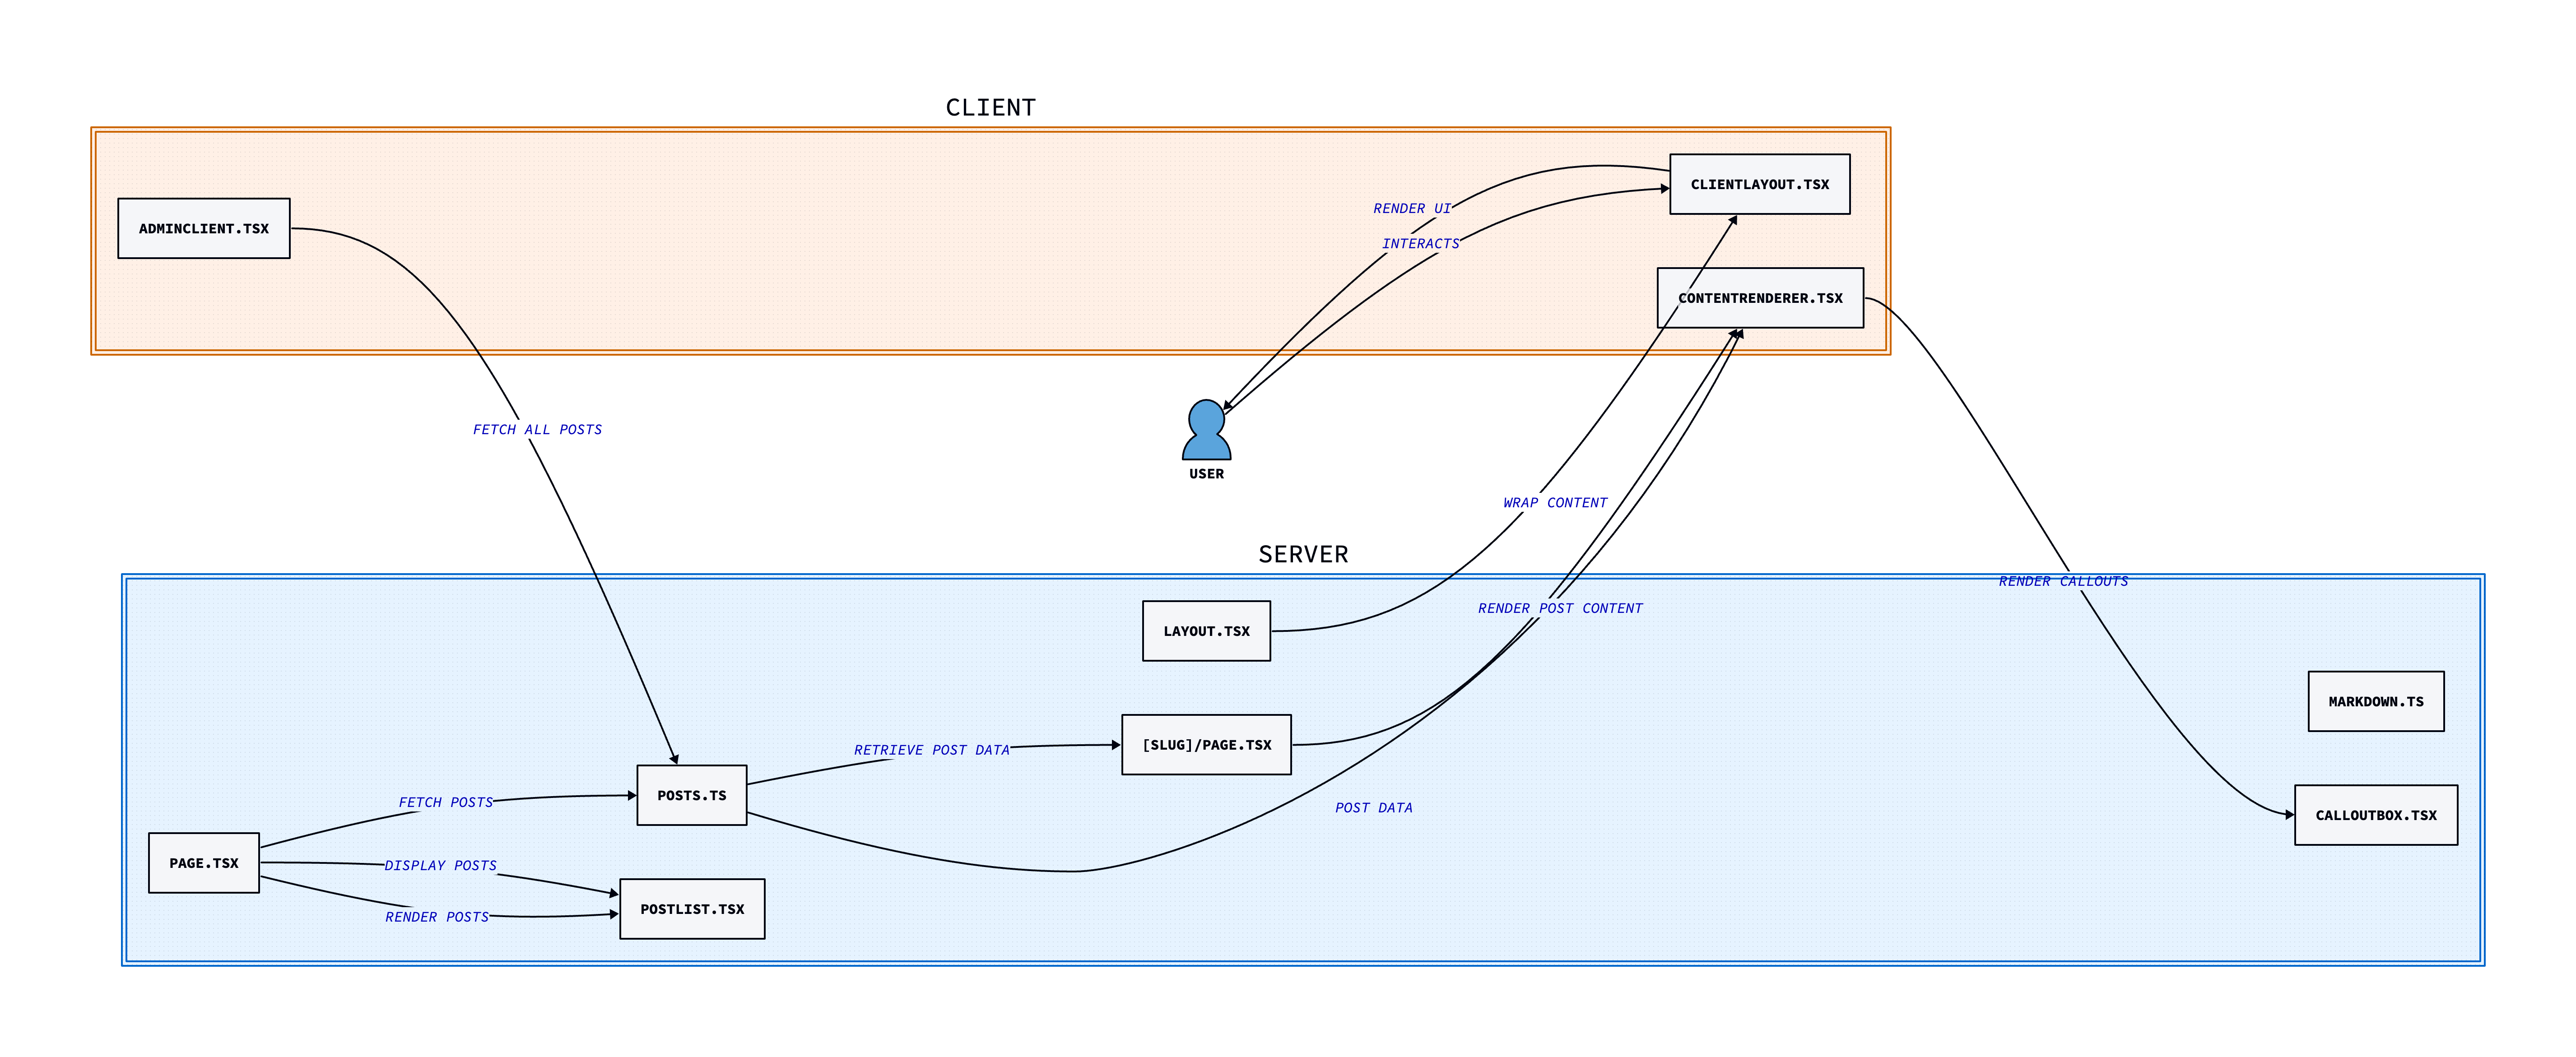 CLIENT
CLIENTLAYOUT.TSX
RENDER UI
ADMINCLIENT.TSX
INTERACTS
CONTENTRENDERER.TSX
FETCH ALL POSTS
USER
WRAP CONTENT
SERVER
RENDER CALLOUTS
RENDER POST CONTENT
LAYOUT.TSX
MARKDOWN.TS
[SLUG]/PAGE.TSX
RETRIEVE POST DATA
POSTS.TS
FETCH POSTS
POST DATA
CALLOUTBOX.TSX
PAGE.TSX
DISPLAY POSTS
POSTLIST.TSX
RENDER POSTS